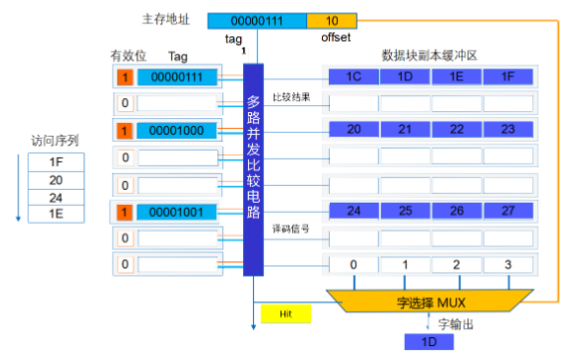 主存地址 00000111 10
tag offset
1
有效位 Tag 数据块副本缓冲区
1 00000111 1C 1D 1E 1F
0 比较结果
1 00001000 20 21 22 23
0
0
1 00001001 24 25 26 27
0 译码信号
0 0 1 2 3
多路并发比较电路
访问序列
1F
20
24
1E
字选择 MUX
Hit
字输出
1D